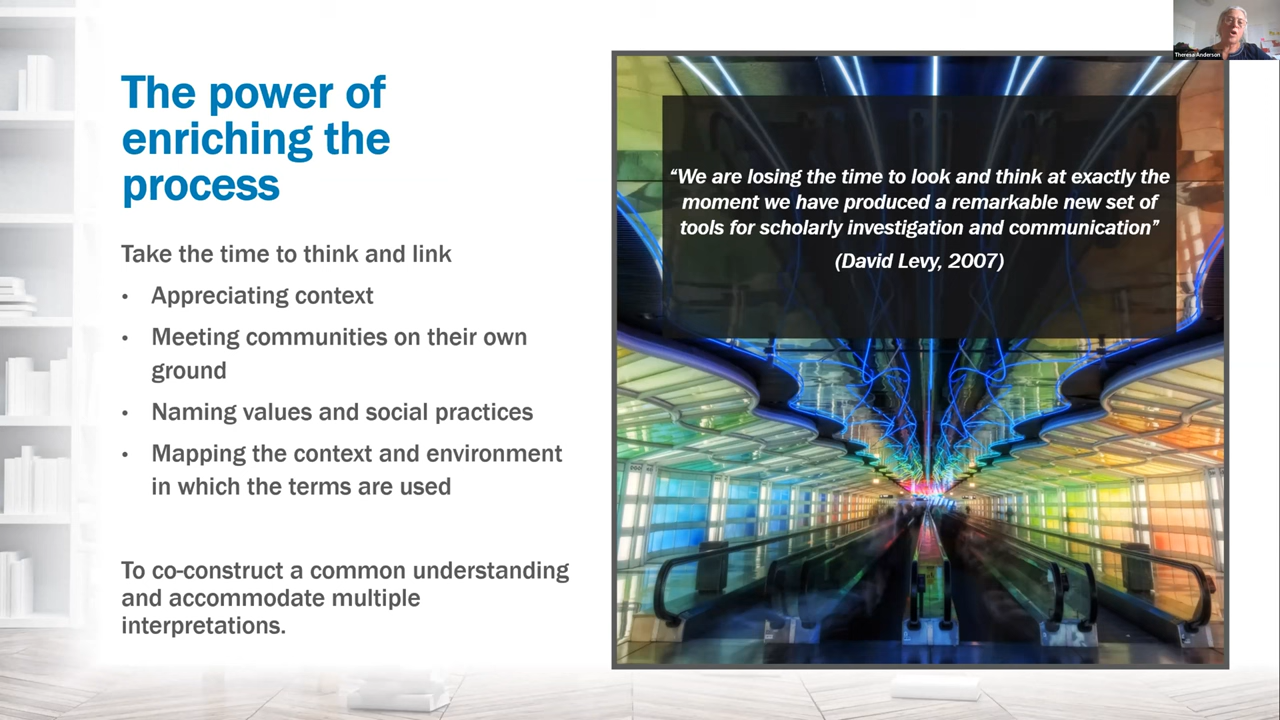 The power of
enriching the
process
Take the time to think and link
• Appreciating context
• Meeting communities on their own
ground
• Naming values and social practices
• Mapping the context and environment
in which the terms are used
To co-construct a common understanding
and accommodate multiple
interpretations.
“We are losing the time to look and think at exactly the
moment we have produced a remarkable new set of
tools for scholarly investigation and communication”
(David Levy, 2007)
Theresa Anderson